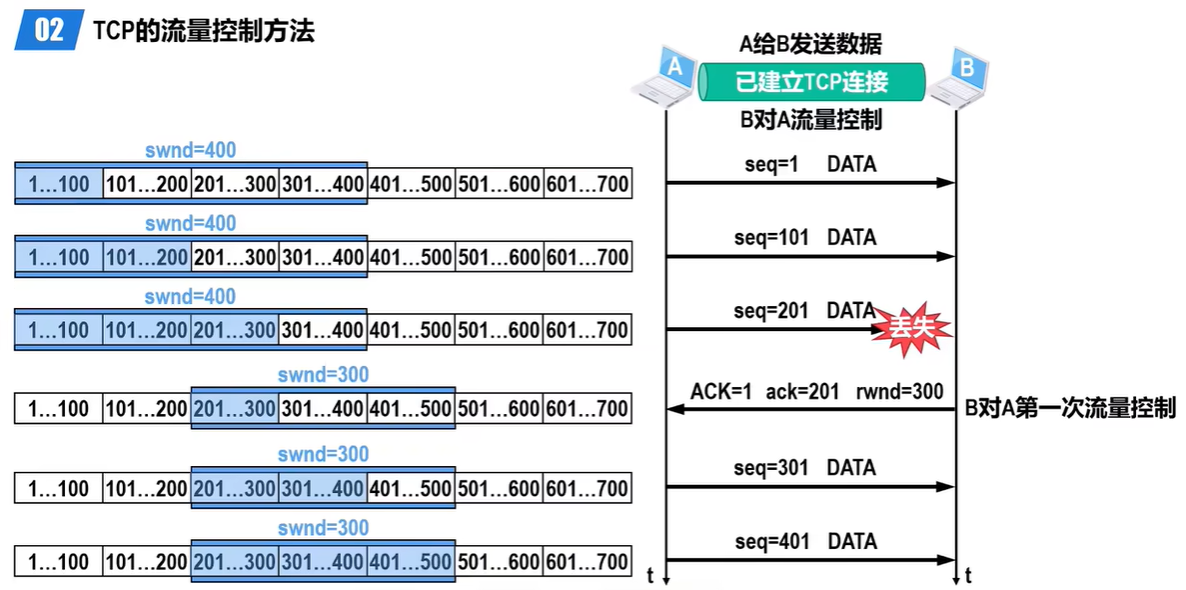 02 TCP的流量控制方法
A给B发送数据
A 已建立TCP连接 B
B对A流量控制
swnd=400
1…100 101…200 201…300 301…400 401…500 501…600 601…700
seq=1 DATA
swnd=400
1…100 101…200 201…300 301…400 401…500 501…600 601…700
seq=101 DATA
swnd=400
1…100 101…200 201…300 301…400 401…500 501…600 601…700
seq=201 DATA 丢失
swnd=300
1…100 101…200 201…300 301…400 401…500 501…600 601…700
ACK=1 ack=201 rwnd=300
B对A第一次流量控制
swnd=300
1…100 101…200 201…300 301…400 401…500 501…600 601…700
seq=301 DATA
swnd=300
1…100 101…200 201…300 301…400 401…500 501…600 601…700
seq=401 DATA
t t